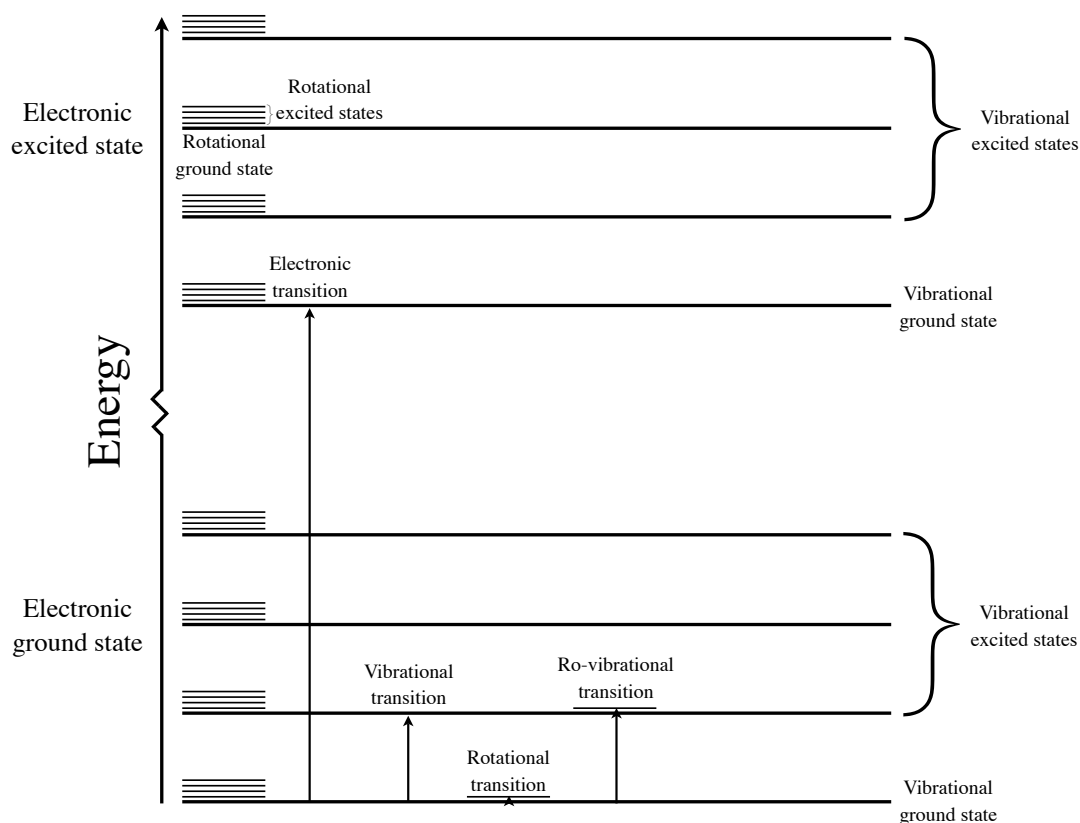 Rotational
excited states
Electronic
excited state
Rotational
ground state
Vibrational
excited states
Electronic
transition
Vibrational
ground state
Energy
Electronic
ground state
Vibrational
excited states
Vibrational
transition
Ro-vibrational
transition
Rotational
transition
Vibrational
ground state